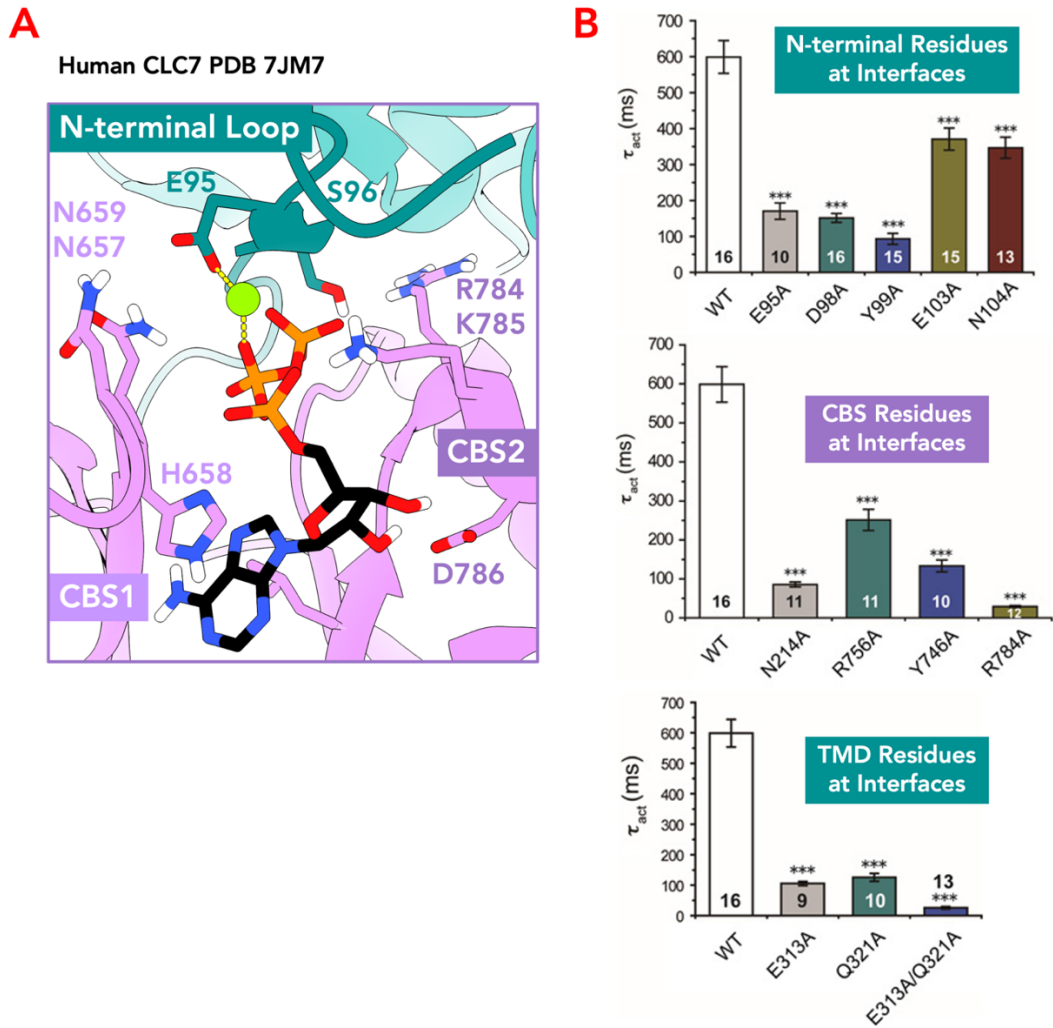 A
Human CLC7 PDB 7JM7
N-terminal Loop
E95
S96
N659
N657
R784
K785
CBS2
H658
D786
CBS1
B
N-terminal Residues
at Interfaces
τact (ms)
700
600
500
400
300
200
100
0
***
***
***
***
***
16
10
16
15
15
13
WT
E95A
D98A
Y99A
E103A
N104A
CBS Residues
at Interfaces
τact (ms)
700
600
500
400
300
200
100
0
***
***
***
***
16
11
11
10
12
WT
N214A
R756A
Y746A
R784A
TMD Residues
at Interfaces
τact (ms)
700
600
500
400
300
200
100
0
***
***
13
***
16
9
10
WT
E313A
Q321A
E313A/Q321A